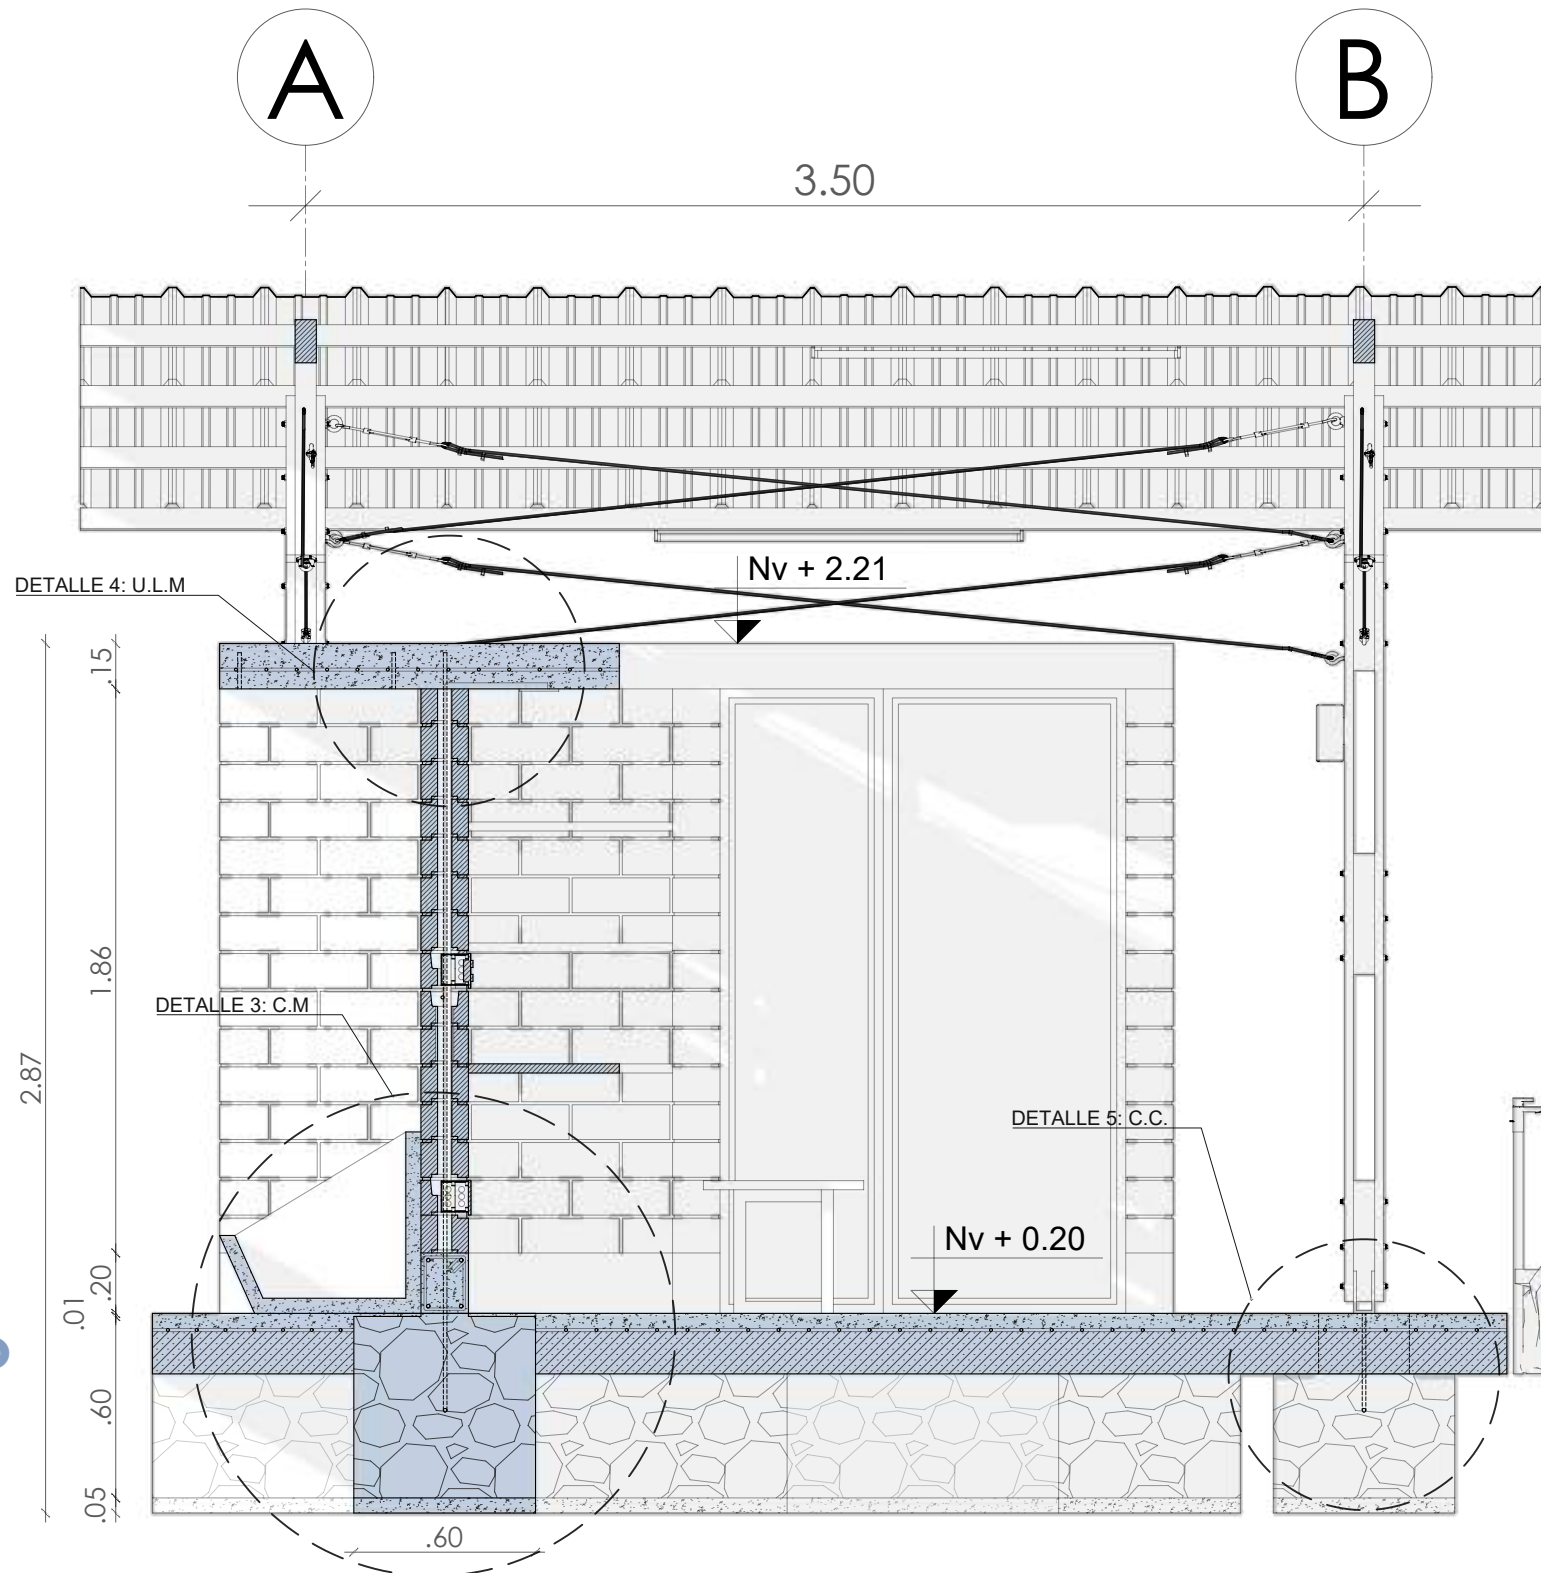 A
B
3.50
Nv + 2.21
DETALLE 4: U.L.M
.15
1.86
DETALLE 3: C.M
2.87
DETALLE 5: C.C.
Nv + 0.20
.20
.01
.60
.05
.60